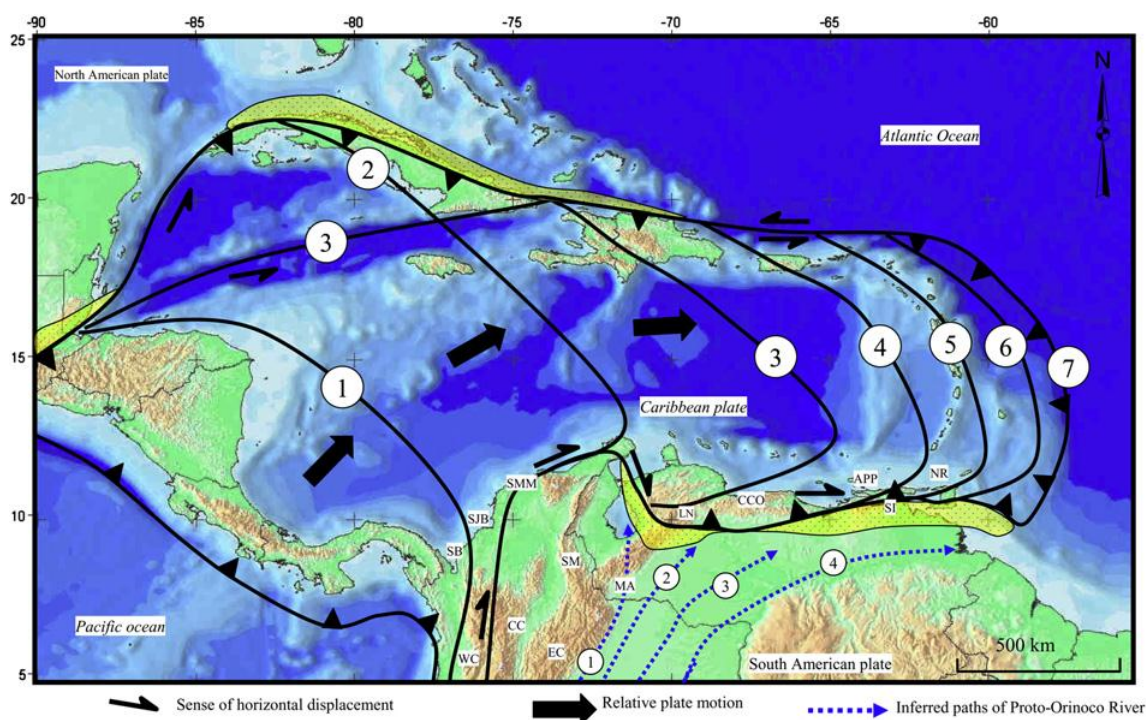 -90 -80 -75 -70 -65 -60
25
North American plate
N
Atlantic Ocean
2
20
3
15
1
3
4
5
6
7
Caribbean plate
SMM
APP
NR
CCO
LN
SI
10
SJB
SB
SM
MA
2
3
4
CC
Pacific ocean
WC
EC
1
South American plate
500 km
5
Sense of horizontal displacement
Relative plate motion
Inferred paths of Proto-Orinoco River